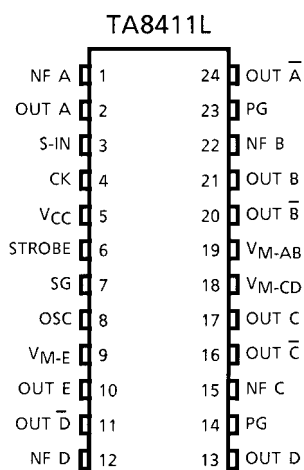 TA8411L
NF A 1 24 OUT A̅
OUT A 2 23 PG
S-IN 3 22 NF B
CK 4 21 OUT B
VCC 5 20 OUT B̅
STROBE 6 19 VM-AB
SG 7 18 VM-CD
OSC 8 17 OUT C
VM-E 9 16 OUT C̅
OUT E 10 15 NF C
OUT D̅ 11 14 PG
NF D 12 13 OUT D